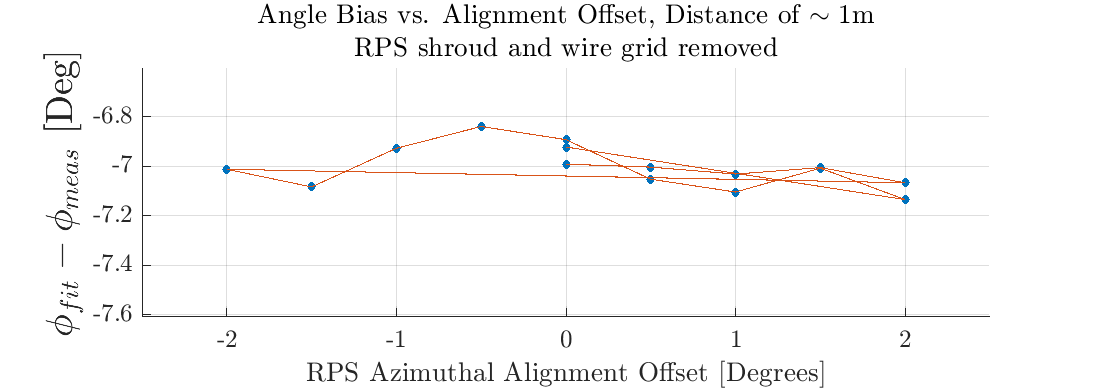 Angle Bias vs. Alignment Offset, Distance of ∼ 1m
RPS shroud and wire grid removed
ϕ_fit − ϕ_meas [Deg]
-6.8
-7
-7.2
-7.4
-7.6
-2
-1
0
1
2
RPS Azimuthal Alignment Offset [Degrees]